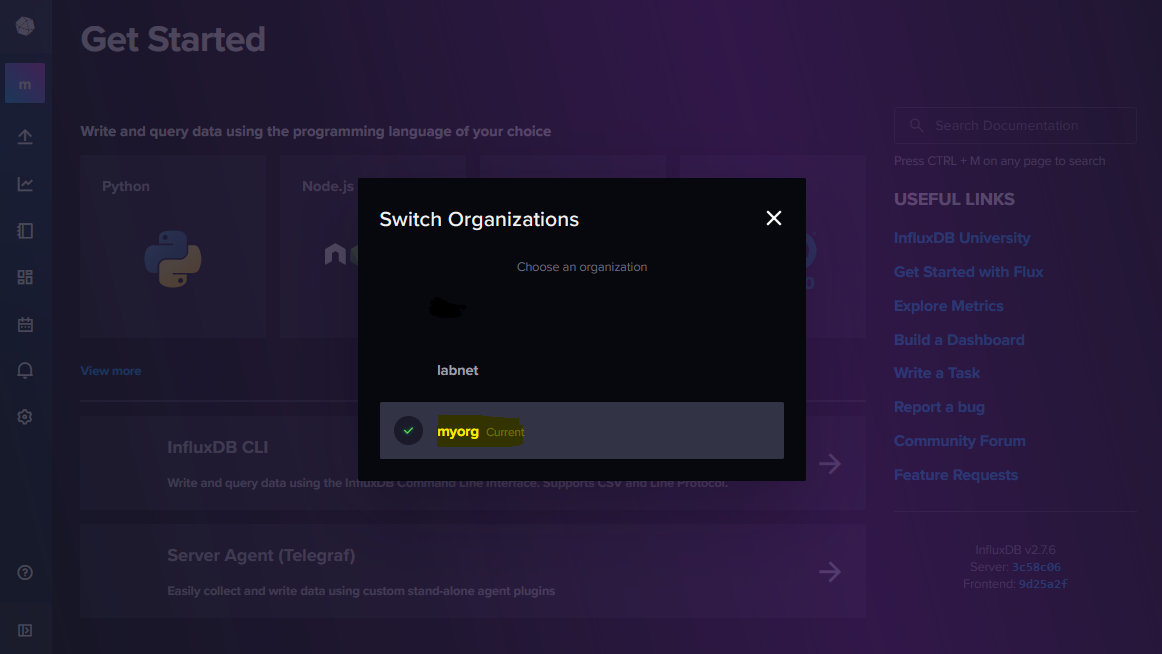 Get Started
m
Write and query data using the programming language of your choice
Search Documentation
Press CTRL + M on any page to search
Python
Node.js
USEFUL LINKS
Switch Organizations
Choose an organization
labnet
myorg Current
InfluxDB University
Get Started with Flux
Explore Metrics
Build a Dashboard
Write a Task
Report a bug
Community Forum
Feature Requests
View more
InfluxDB CLI
Write and query data using the InfluxDB Command Line Interface. Supports CSV and Line Protocol.
Server Agent (Telegraf)
Easily collect and write data using custom stand-alone agent plugins
InfluxDB v2.7.6
Server: 3c58c06
Frontend: 9d25a2f